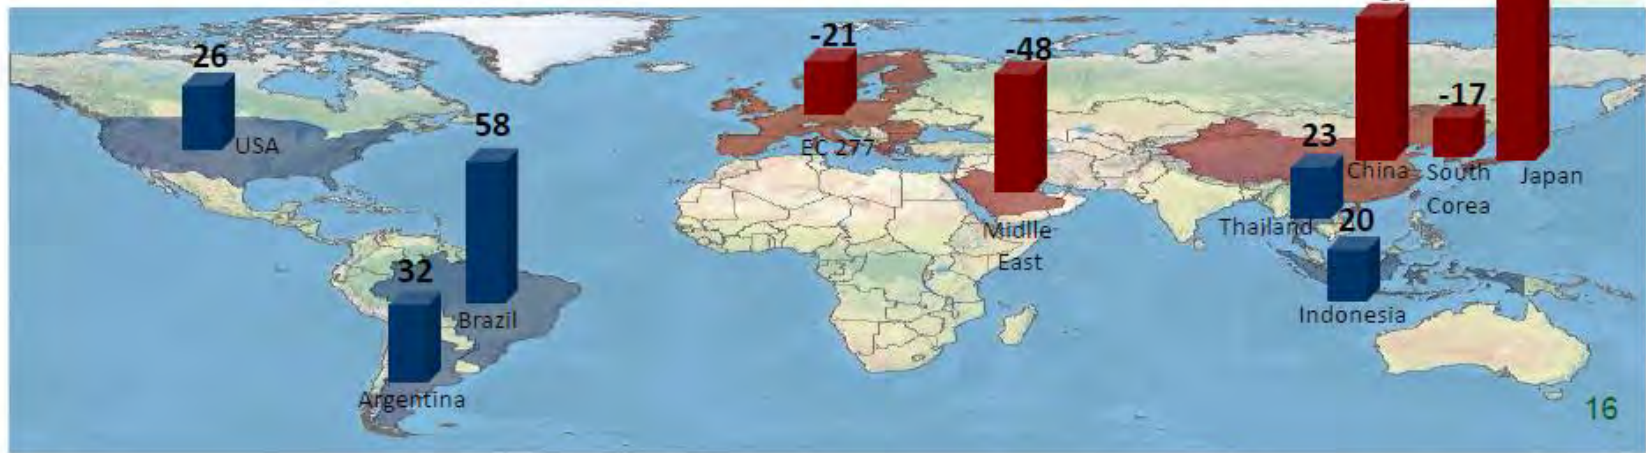 26
USA
58
Brazil
32
Argentina
-21
EC 277
-48
Midlle
East
23
Thailand
20
Indonesia
China
-17
South
Corea
Japan
16